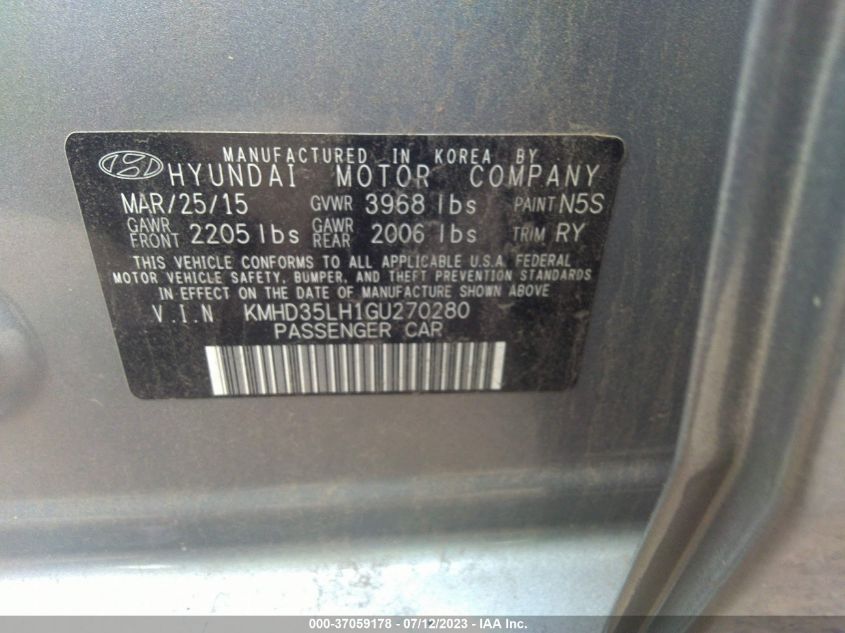 MANUFACTURED IN KOREA BY
HYUNDAI MOTOR COMPANY
MAR/25/15 GVWR 3968 lbs PAINT N5S
GAWR FRONT 2205 lbs GAWR REAR 2006 lbs TRIM RY
THIS VEHICLE CONFORMS TO ALL APPLICABLE U.S.A. FEDERAL
MOTOR VEHICLE SAFETY, BUMPER, AND THEFT PREVENTION STANDARDS
IN EFFECT ON THE DATE OF MANUFACTURE SHOWN ABOVE
V.I.N KMHD35LH1GU270280
PASSENGER CAR
000-37059178 - 07/12/2023 - IAA Inc.